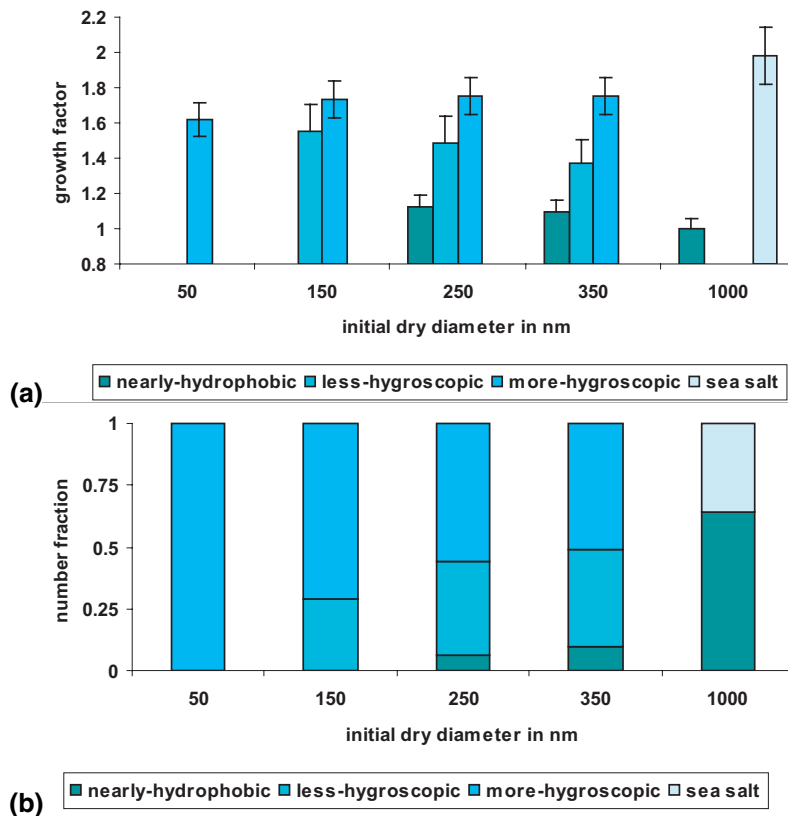 2.2
2
1.8
1.6
1.4
1.2
1
0.8
growth factor
50 150 250 350 1000
initial dry diameter in nm
(a)
nearly-hydrophobic less-hygroscopic more-hygroscopic sea salt
1
0.75
0.5
0.25
0
number fraction
50 150 250 350 1000
initial dry diameter in nm
(b)
nearly-hydrophobic less-hygroscopic more-hygroscopic sea salt